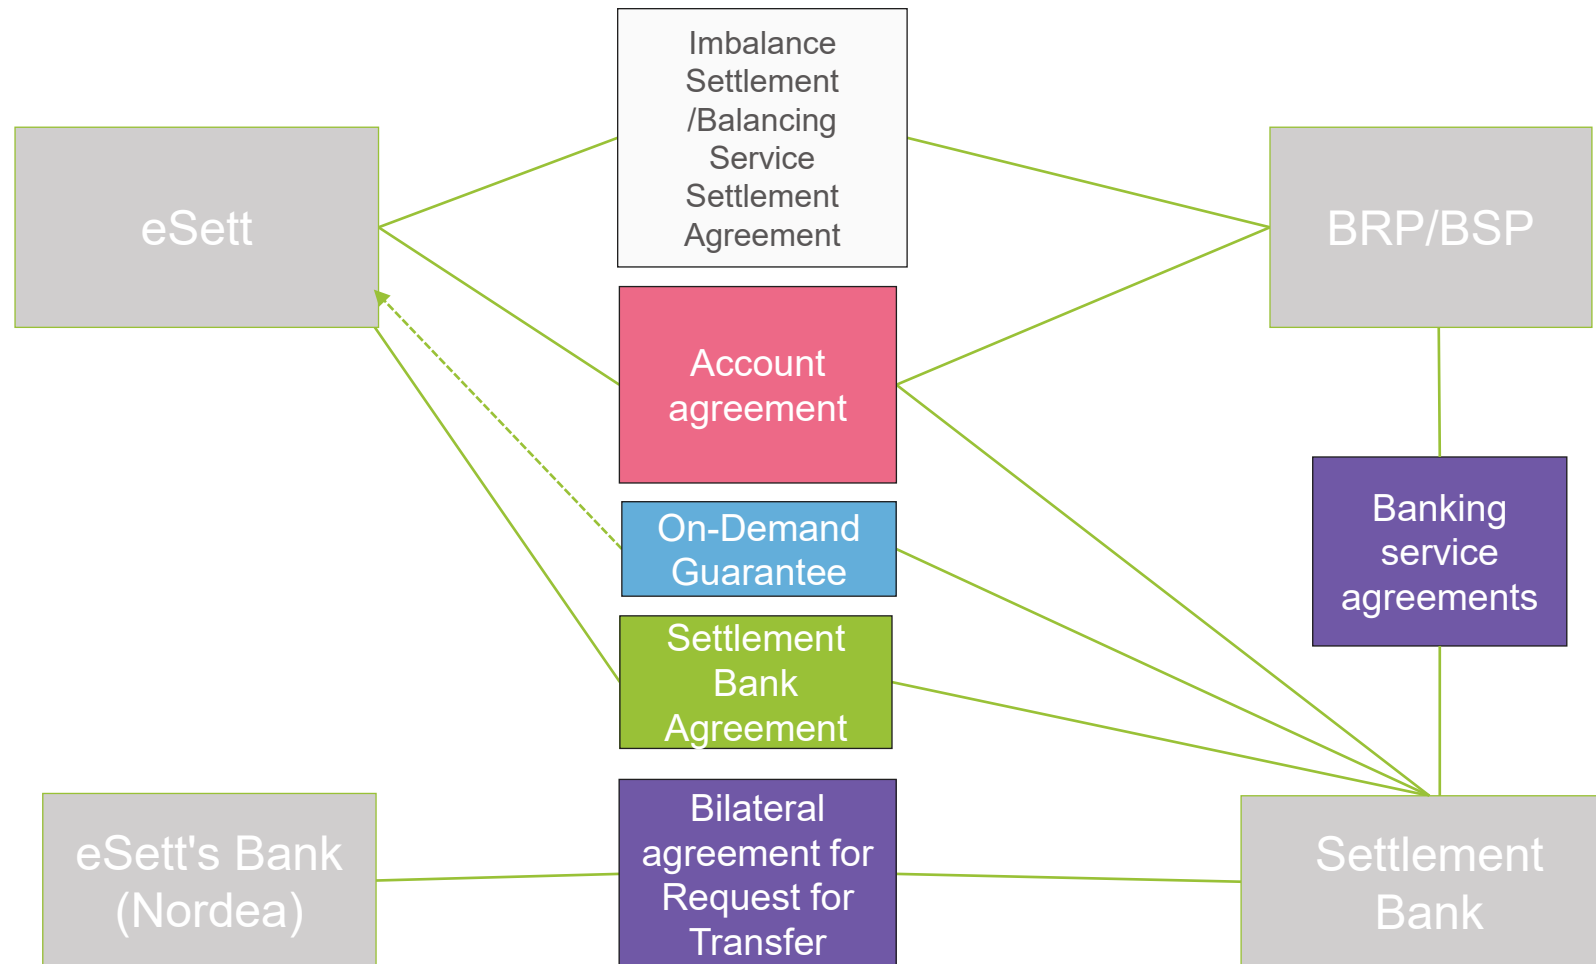 Imbalance
Settlement
/Balancing
Service
Settlement
Agreement
eSett
BRP/BSP
Account
agreement
On-Demand
Guarantee
Banking
service
agreements
Settlement
Bank
Agreement
eSett's Bank
(Nordea)
Bilateral
agreement for
Request for
Transfer
Settlement
Bank